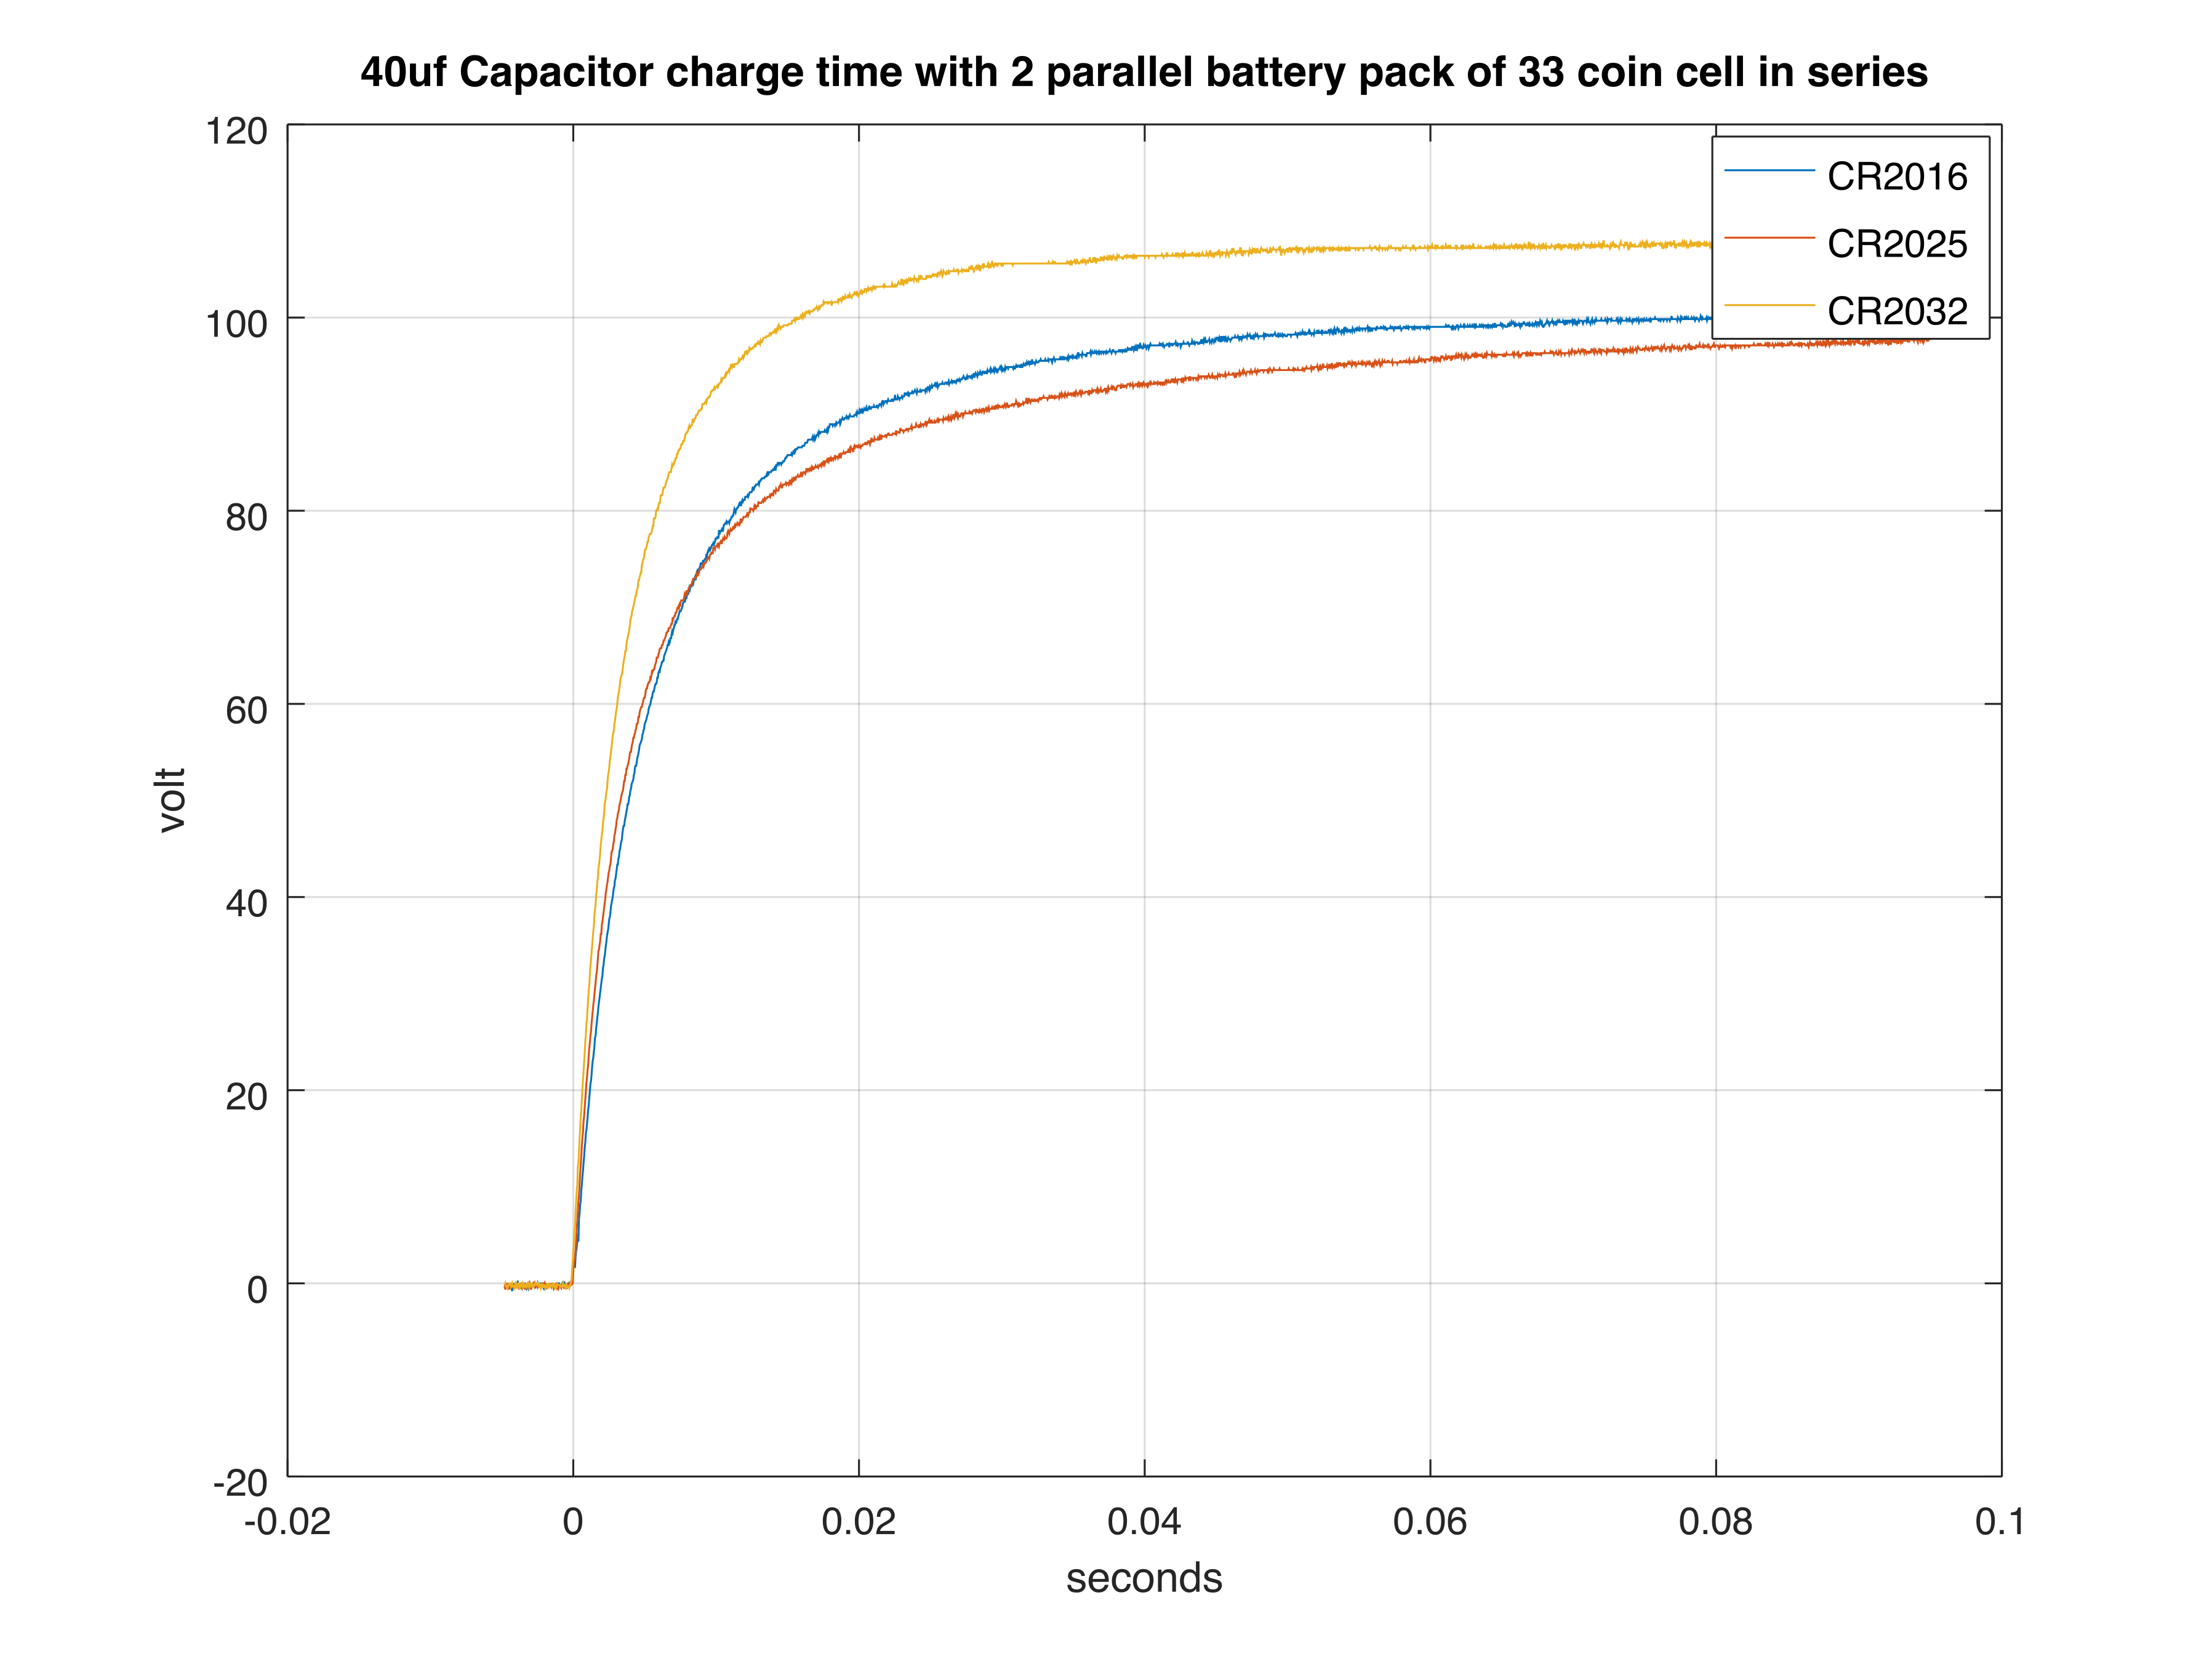 40uf Capacitor charge time with 2 parallel battery pack of 33 coin cell in series
120
100
80
60
40
20
0
-20
volt
CR2016
CR2025
CR2032
-0.02 0 0.02 0.04 0.06 0.08 0.1
seconds